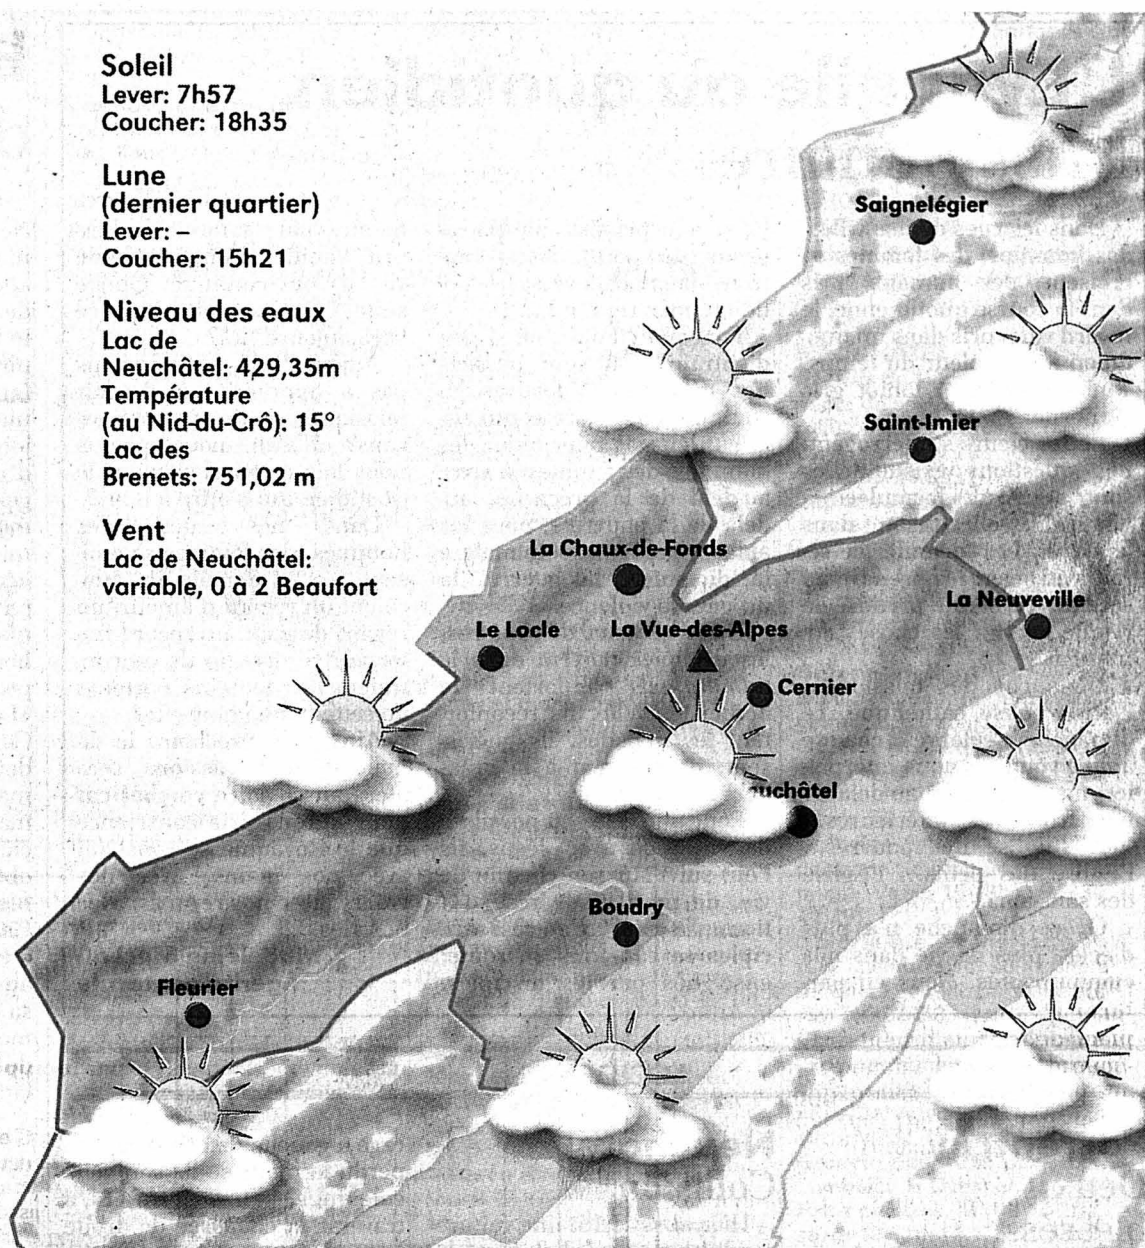 Soleil
Lever: 7h57
Coucher: 18h35
Lune
(dernier quartier)
Lever: –
Coucher: 15h21
Niveau des eaux
Lac de
Neuchâtel: 429,35m
Température
(au Nid-du-Crô): 15°
Lac des
Brenets: 751,02 m
Vent
Lac de Neuchâtel:
variable, 0 à 2 Beaufort
Saignelégier
Saint-Imier
La Chaux-de-Fonds
La Neuveville
Le Locle
La Vue-des-Alpes
Cernier
uchâtel
Boudry
Fleurier